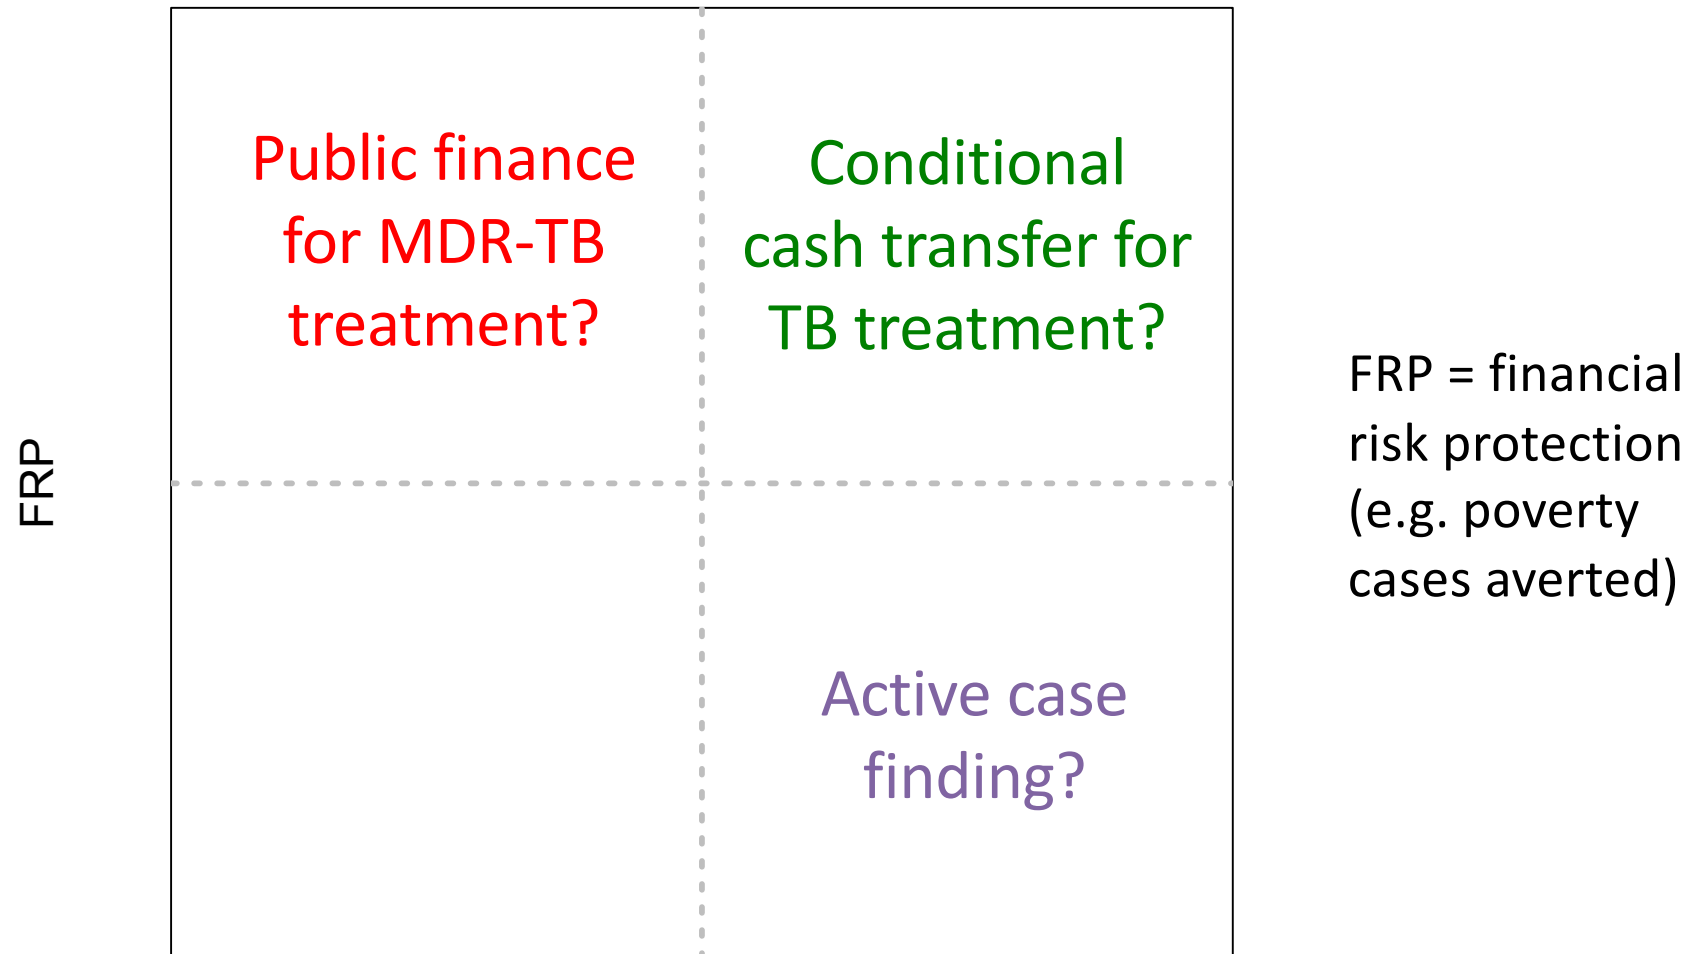 Public finance
for MDR-TB
treatment?
Conditional
cash transfer for
TB treatment?
FRP
FRP = financial
risk protection
(e.g. poverty
cases averted)
Active case
finding?